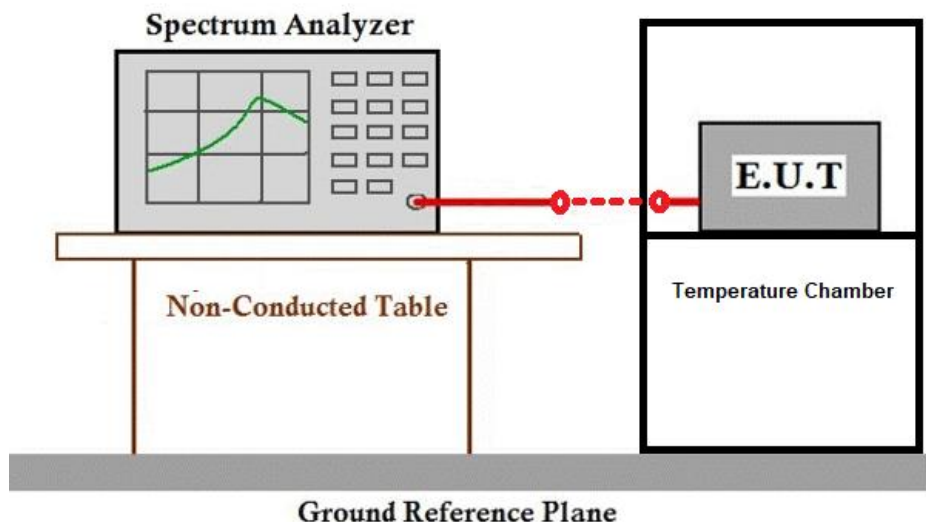 Spectrum Analyzer
E.U.T
Non-Conducted Table
Temperature Chamber
Ground Reference Plane